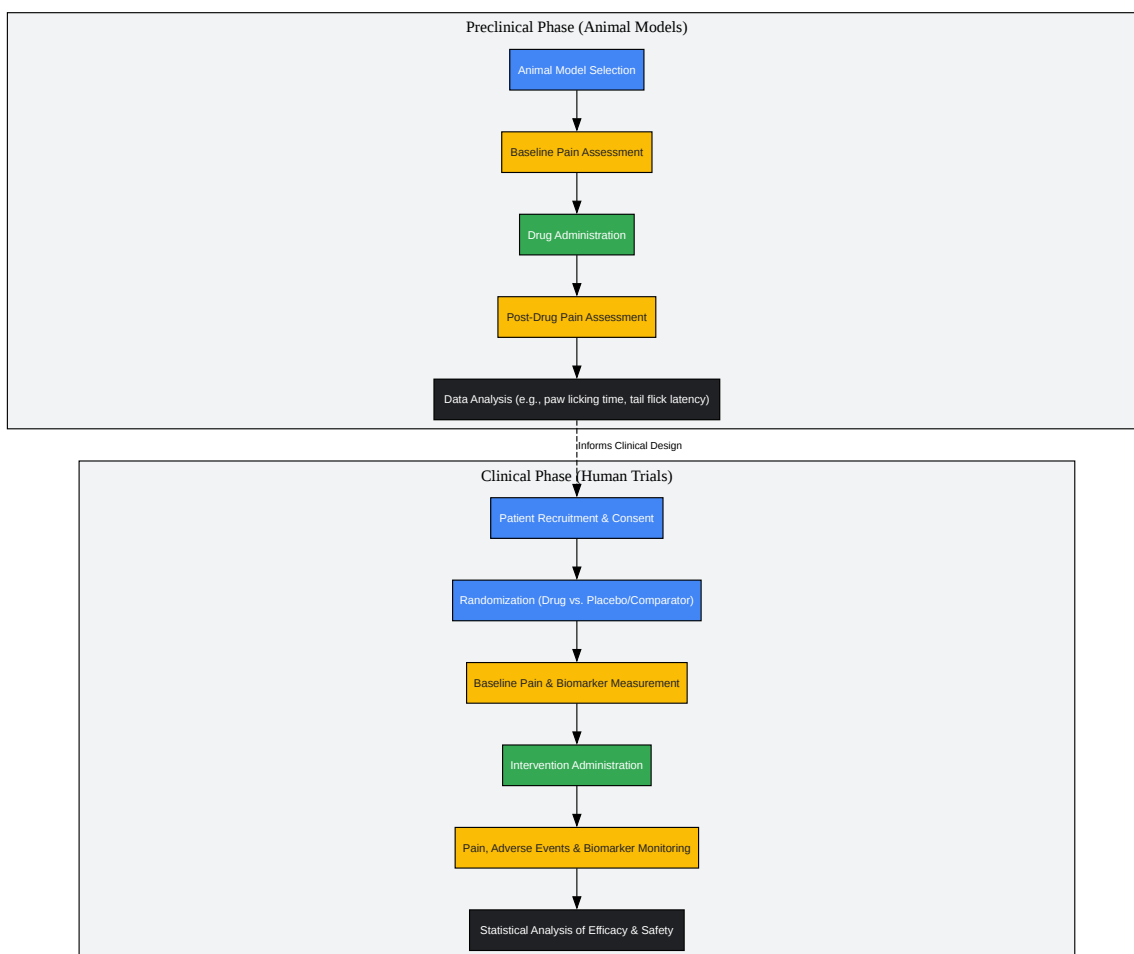 Preclinical Phase (Animal Models)
Animal Model Selection
Baseline Pain Assessment
Drug Administration
Post-Drug Pain Assessment
Data Analysis (e.g., paw licking time, tail flick latency)
Informs Clinical Design
Clinical Phase (Human Trials)
Patient Recruitment & Consent
Randomization (Drug vs. Placebo/Comparator)
Baseline Pain & Biomarker Measurement
Intervention Administration
Pain, Adverse Events & Biomarker Monitoring
Statistical Analysis of Efficacy & Safety